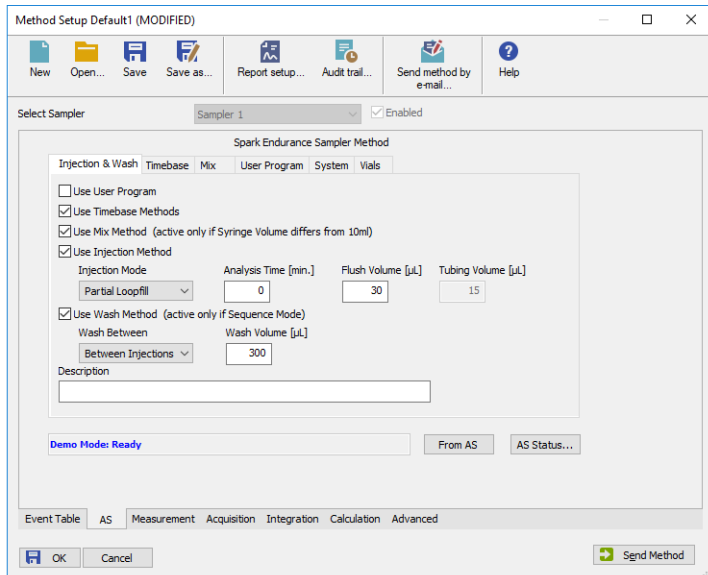 Method Setup Default1 (MODIFIED)
New Open... Save Save as... Report setup... Audit trail... Send method by
e-mail... Help
Select Sampler Sampler 1 Enabled
Spark Endurance Sampler Method
Injection & Wash Timebase Mix User Program System Vials
Use User Program
Use Timebase Methods
Use Mix Method (active only if Syringe Volume differs from 10ml)
Use Injection Method
Injection Mode Analysis Time [min.] Flush Volume [µL] Tubing Volume [µL]
Partial Loopfill 0 30 15
Use Wash Method (active only if Sequence Mode)
Wash Between Wash Volume [µL]
Between Injections 300
Description
Demo Mode: Ready From AS AS Status...
Event Table AS Measurement Acquisition Integration Calculation Advanced
OK Cancel Send Method